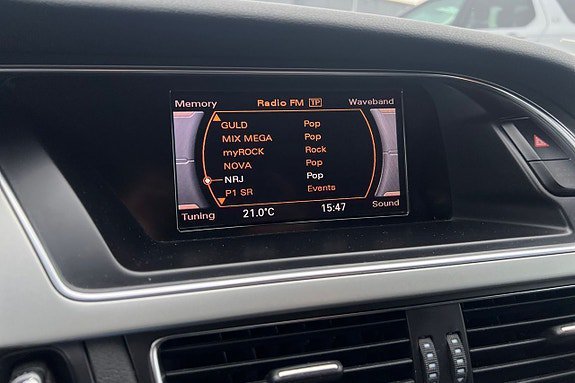 Memory Radio FM TP Waveband
GULD Pop
MIX MEGA Pop
myROCK Rock
NOVA Pop
NRJ Pop
P1 SR Events
Tuning 21.0°C 15:47 Sound